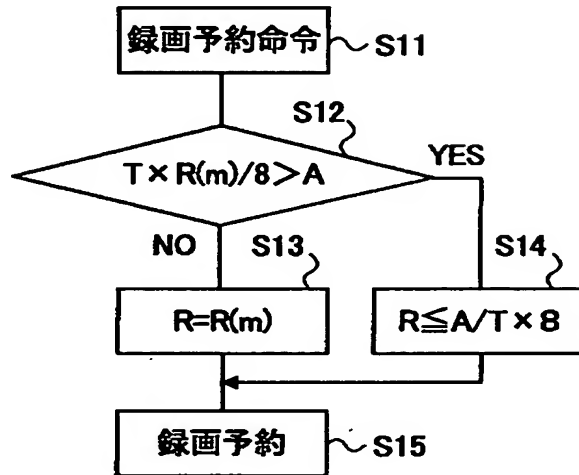 録画予約命令 S11
S12
T×R(m)/8>A
YES
NO
S13
S14
R=R(m)
R≦A/T×8
録画予約 S15